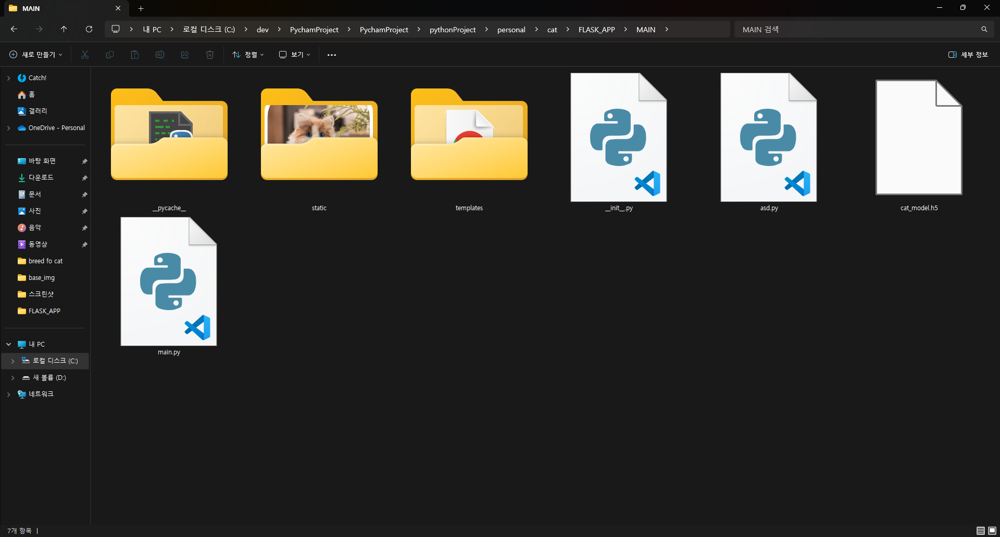 MAIN
내 PC
로컬 디스크 (C:)
dev
PychamProject
PychamProject
pythonProject
personal
cat
FLASK_APP
MAIN
MAIN 검색
새로 만들기
정렬
보기
세부 정보
Catch!
홈
갤러리
OneDrive - Personal
바탕 화면
다운로드
문서
사진
음악
동영상
breed fo cat
base_img
스크린샷
FLASK_APP
내 PC
로컬 디스크 (C:)
새 볼륨 (D:)
네트워크
__pycache__
static
templates
__init__.py
asd.py
cat_model.h5
main.py
7개 항목